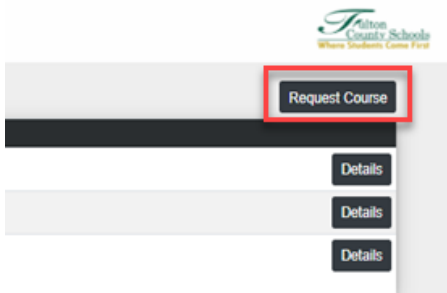 Fulton
County Schools
Where Students Come First
Request Course
Details
Details
Details